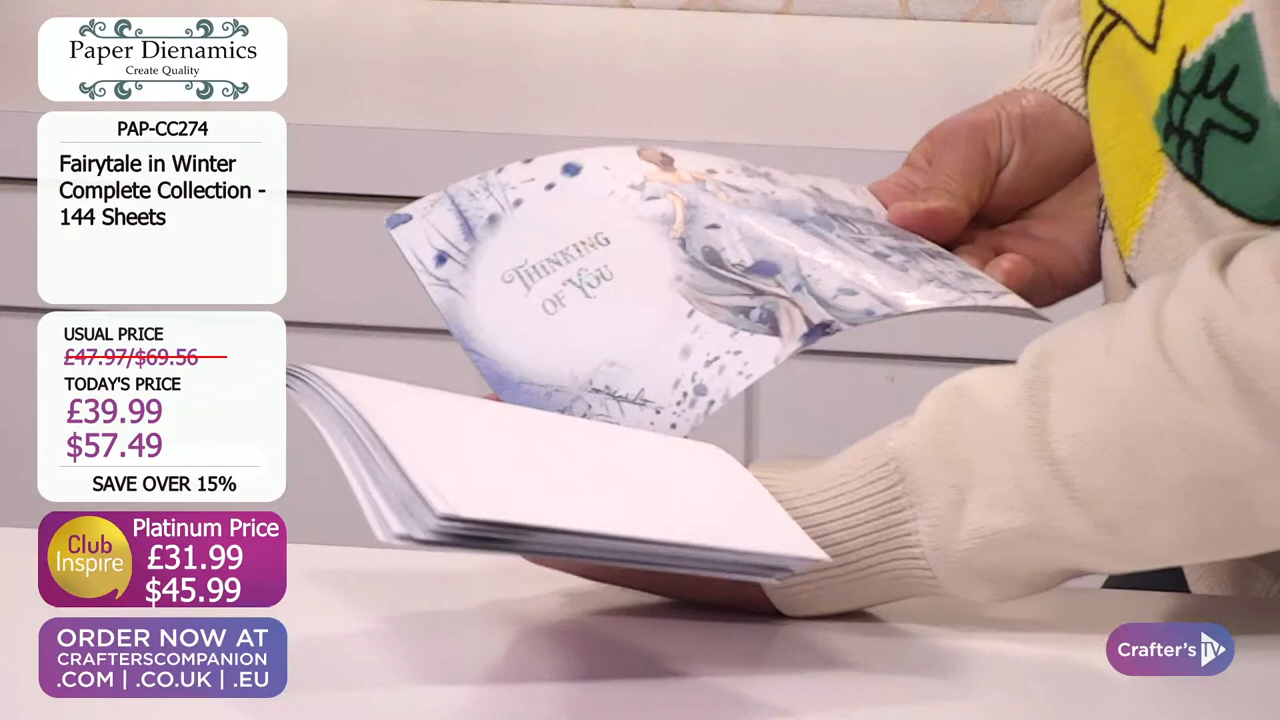 Paper Dienamics
Create Quality
PAP-CC274
Fairytale in Winter
Complete Collection -
144 Sheets
USUAL PRICE
£47.97/$69.56
TODAY'S PRICE
£39.99
$57.49
SAVE OVER 15%
Club
Inspire
Platinum Price
£31.99
$45.99
ORDER NOW AT
CRAFTERSCOMPANION
.COM | .CO.UK | .EU
THINKING
OF YOU
Crafter's TV